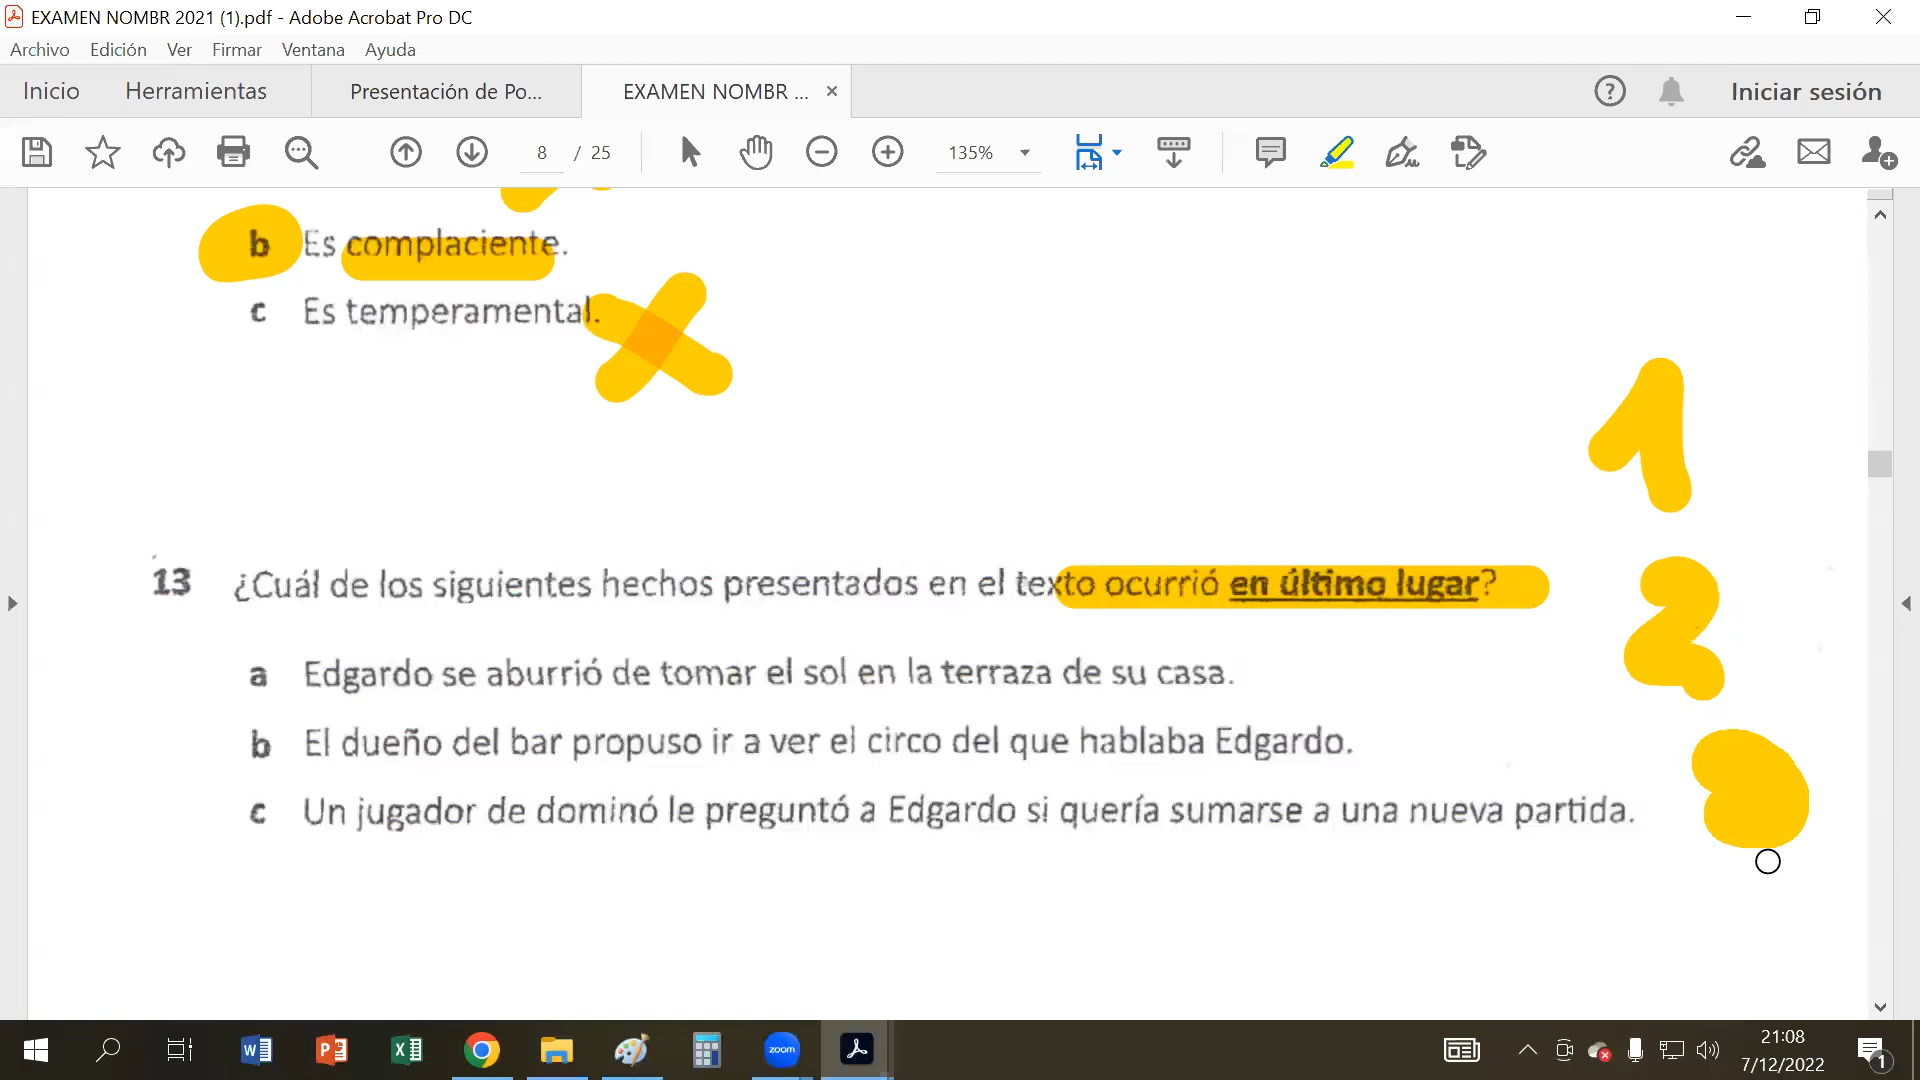 EXAMEN NOMBR 2021 (1).pdf - Adobe Acrobat Pro DC
Archivo Edición Ver Firmar Ventana Ayuda
Inicio Herramientas Presentación de Po... EXAMEN NOMBR ... × Iniciar sesión
8 / 25 135%
b Es complaciente.
c Es temperamental.
1
13 ¿Cuál de los siguientes hechos presentados en el texto ocurrió en último lugar?
2
a Edgardo se aburrió de tomar el sol en la terraza de su casa.
b El dueño del bar propuso ir a ver el circo del que hablaba Edgardo.
c Un jugador de dominó le preguntó a Edgardo si quería sumarse a una nueva partida.
zoom
21:08
7/12/2022
1